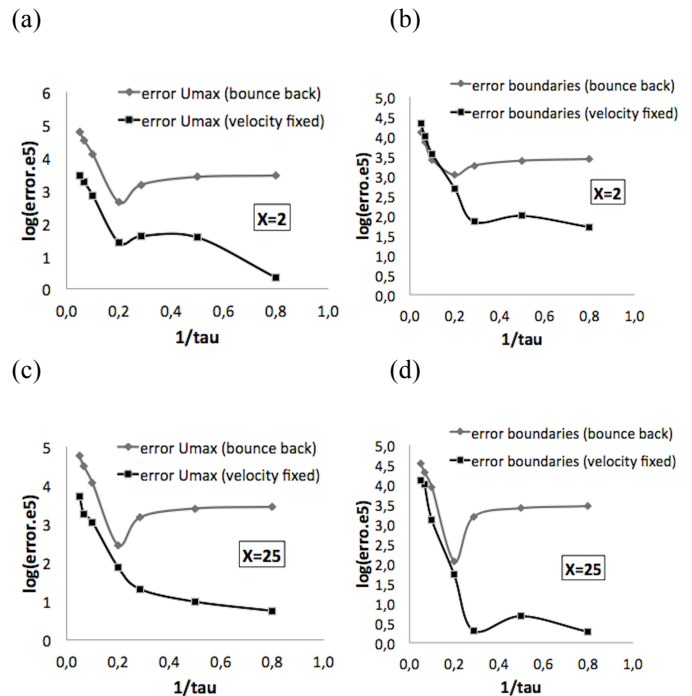 (a)
error Umax (bounce back)
error Umax (velocity fixed)
log(error.e5)
6
5
4
3
2
1
0
X=2
0,0 0,2 0,4 0,6 0,8 1,0
1/tau
(b)
error boundaries (bounce back)
error boundaries (velocity fixed)
log(erro.e5)
5,0
4,5
4,0
3,5
3,0
2,5
2,0
1,5
1,0
0,5
0,0
X=2
0,0 0,2 0,4 0,6 0,8 1,0
1/tau
(c)
error Umax (bounce back)
error Umax (velocity fixed)
log(error.e5)
5
4
3
2
1
0
X=25
0,0 0,2 0,4 0,6 0,8 1,0
1/tau
(d)
error boundaries (bounce back)
error boundaries (velocity fixed)
log(erro.e5)
5,0
4,5
4,0
3,5
3,0
2,5
2,0
1,5
1,0
0,5
0,0
X=25
0,0 0,2 0,4 0,6 0,8 1,0
1/tau